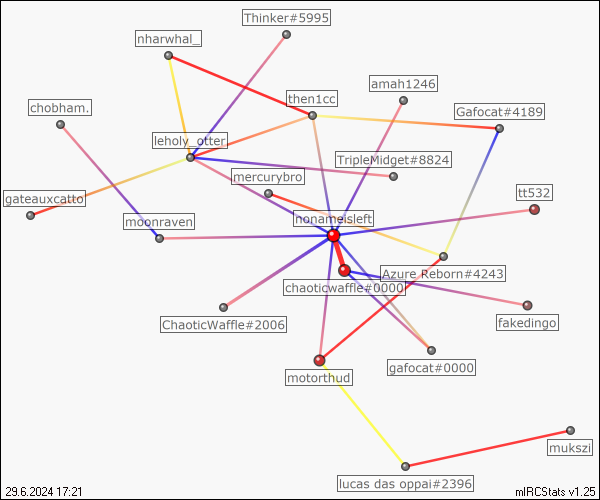 Thinker#5995
nharwhal_
amah1246
chobham.
then1cc
Gafocat#4189
leholy_otter
TripleMidget#8824
mercurybro
gateauxcatto
tt532
moonraven
nonameisleft
Azure_Reborn#4243
chaoticwaffle#0000
ChaoticWaffle#2006
fakedingo
gafocat#0000
motorthud
mukszi
lucas das oppai#2396
29.6.2024 17:21
mIRCStats v1.25